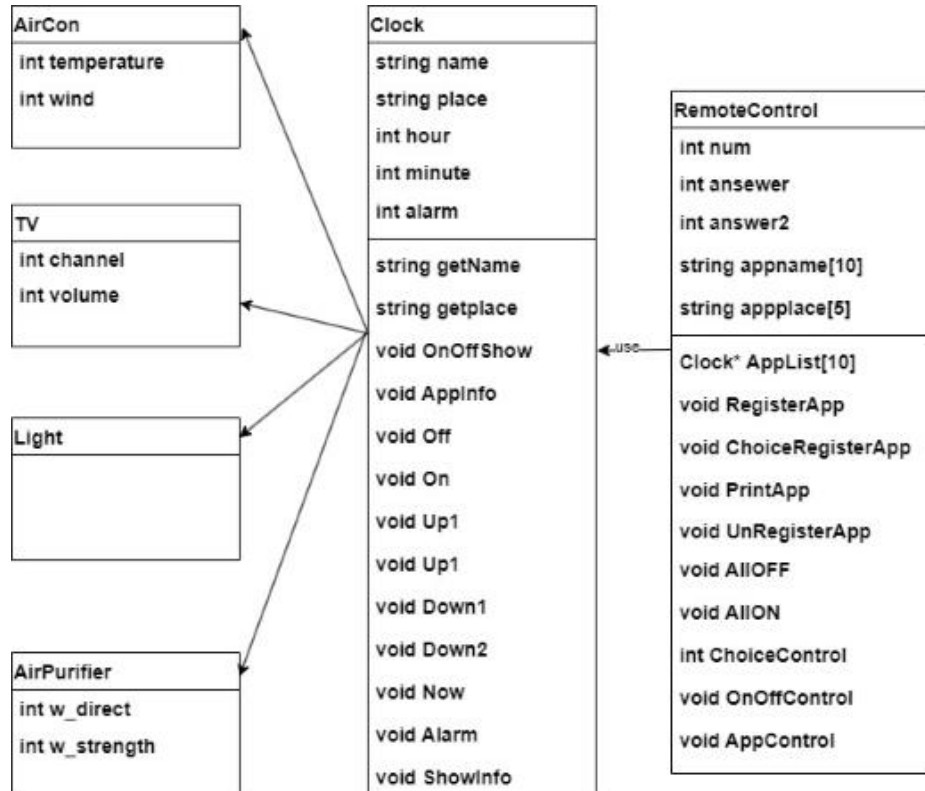 AirCon
int temperature
int wind
TV
int channel
int volume
Light
AirPurifier
int w_direct
int w_strength
Clock
string name
string place
int hour
int minute
int alarm
string getName
string getplace
void OnOffShow
void AppInfo
void Off
void On
void Up1
void Up1
void Down1
void Down2
void Now
void Alarm
void ShowInfo
use
RemoteControl
int num
int ansewer
int answer2
string appname[10]
string appplace[5]
Clock* AppList[10]
void RegisterApp
void ChoiceRegisterApp
void PrintApp
void UnRegisterApp
void AllOFF
void AllON
int ChoiceControl
void OnOffControl
void AppControl